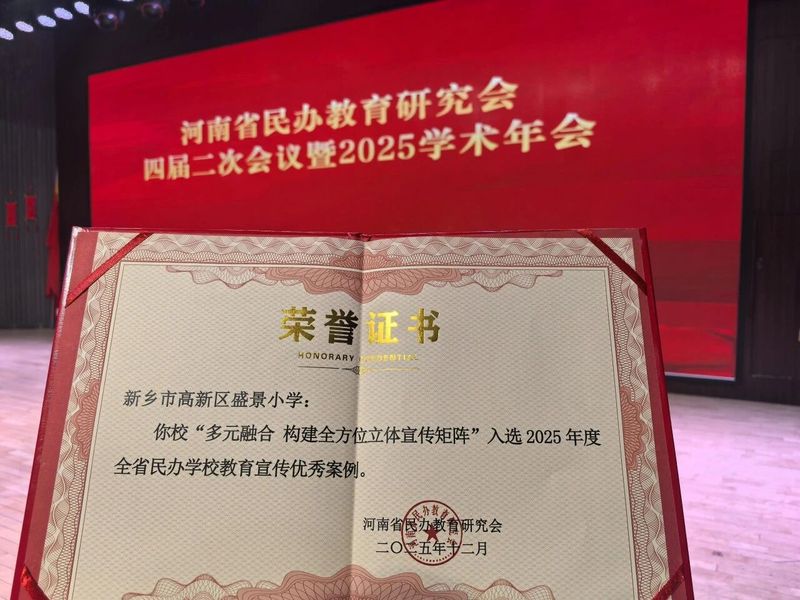 河南省民办教育研究会
四届二次会议暨2025学术年会
荣誉证书
HONORARY CREDENTIAL
新乡市高新区盛景小学：
你校“多元融合 构建全方位立体宣传矩阵”入选2025年度
全省民办学校教育宣传优秀案例。
河南省民办教育研究会
二〇二五年十二月